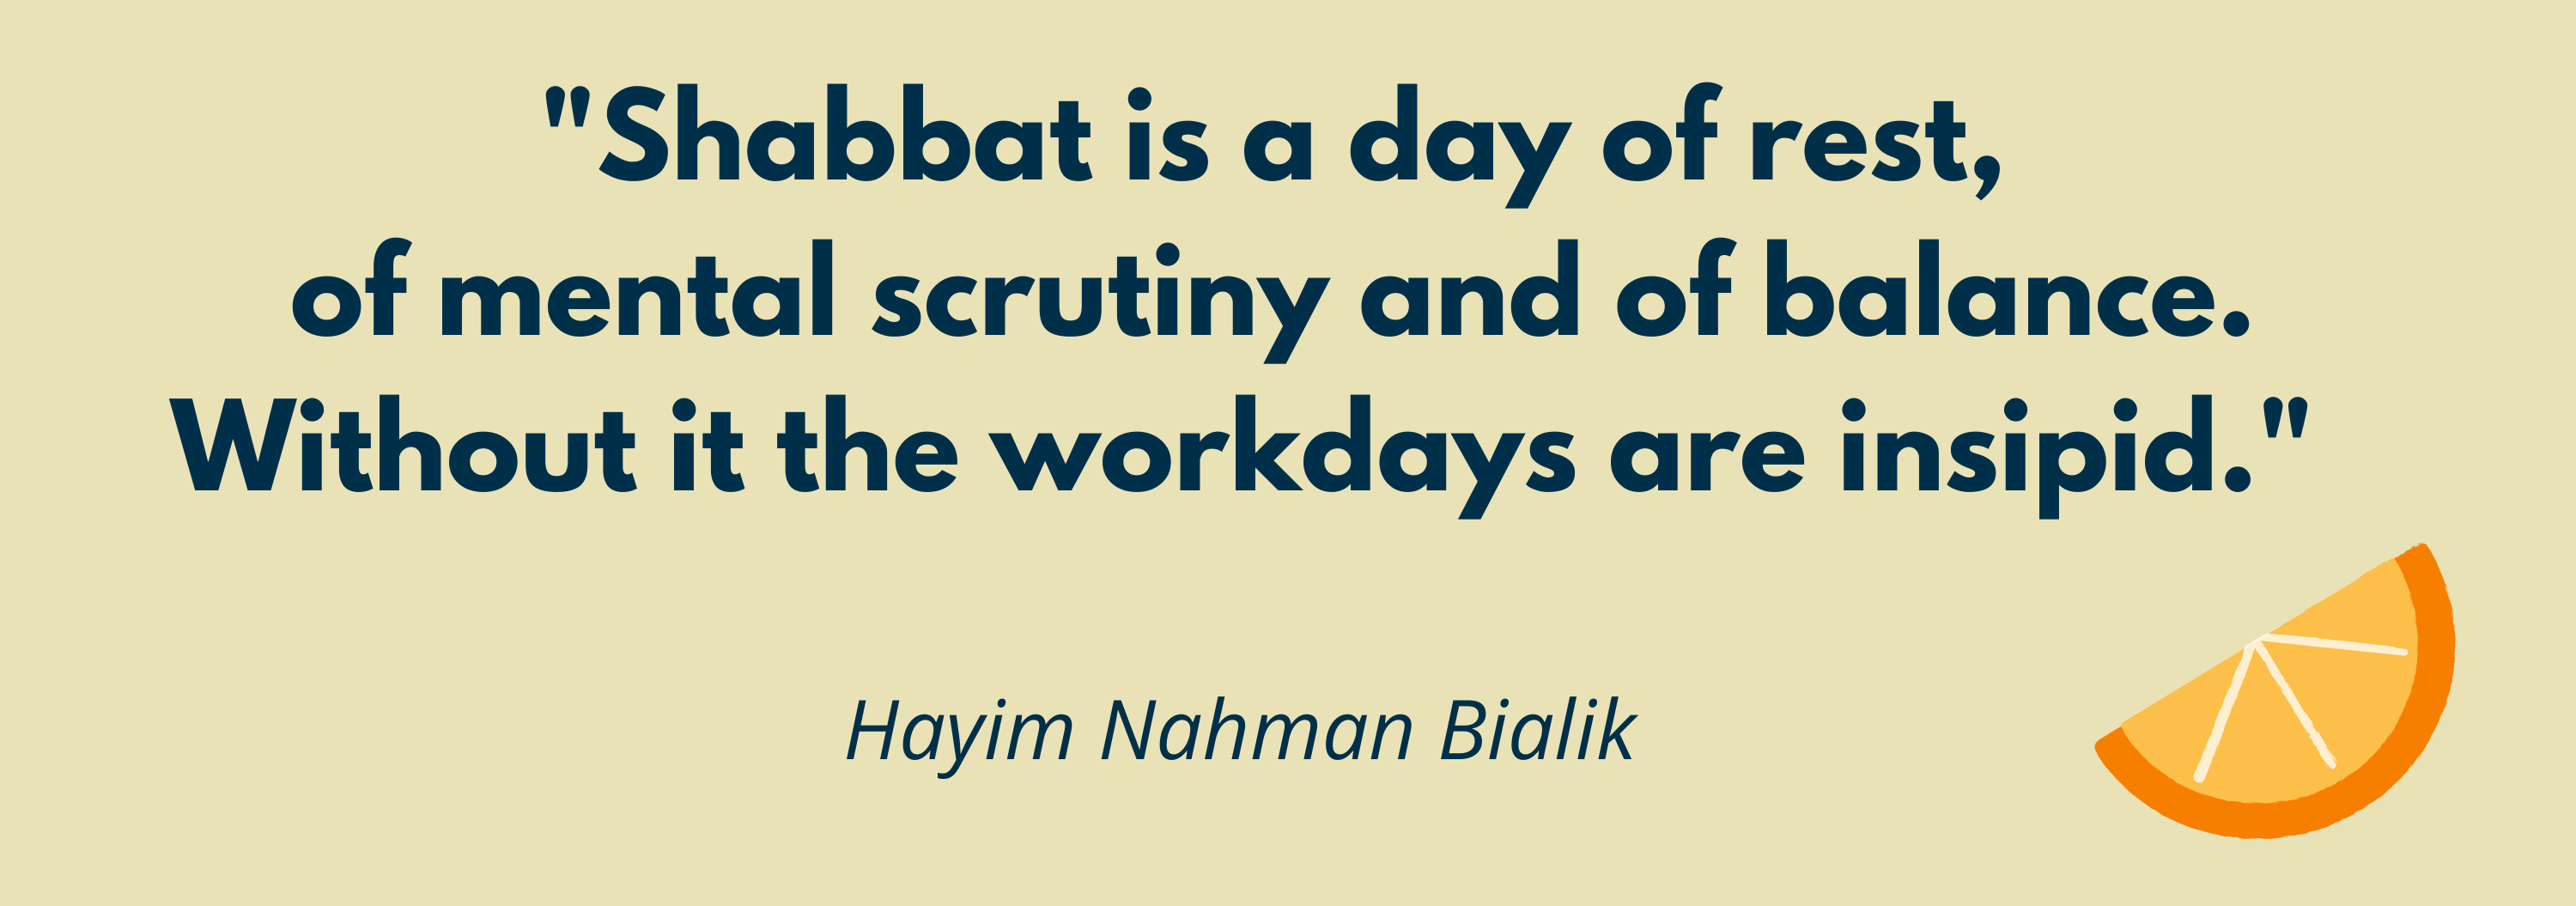 "Shabbat is a day of rest,
of mental scrutiny and of balance.
Without it the workdays are insipid."
Hayim Nahman Bialik